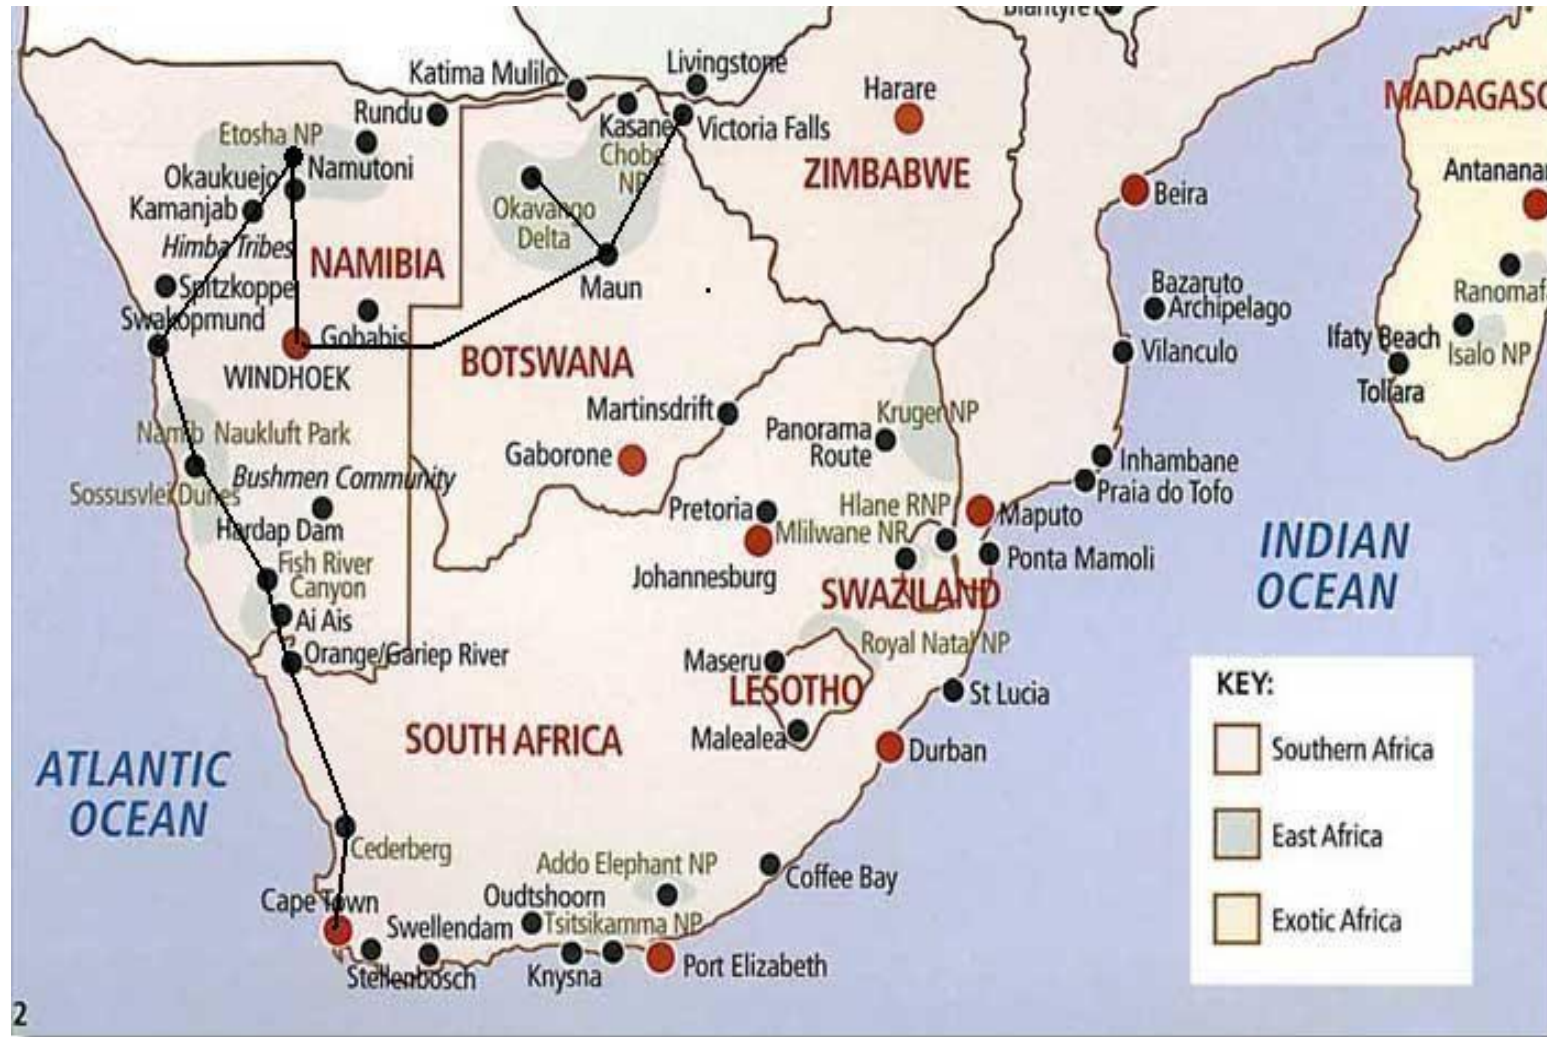 Blantyre
Katima Mulilo
Livingstone
Harare
MADAGASC
Rundu
Kasane
Victoria Falls
Etosha NP
Chobe
NP
ZIMBABWE
Namutoni
Okaukuejo
Antananar
Beira
Kamanjab
Okavango
Delta
Himba Tribes
NAMIBIA
Maun
Bazaruto
Archipelago
Ranomaf
Spitzkoppe
Swakopmund
Gobabis
Ifaty Beach
Isalo NP
Vilanculo
BOTSWANA
WINDHOEK
Toliara
Martinsdrift
Kruger NP
Panorama
Route
Namib Naukluft Park
Gaborone
Inhambane
Praia do Tofo
Bushmen Community
Sossusvlei Dunes
Pretoria
Hlane RNP
Maputo
Hardap Dam
Mlilwane NR
INDIAN
OCEAN
Ponta Mamoli
Fish River
Canyon
Johannesburg
SWAZILAND
Ai Ais
Royal Natal NP
Orange/Gariep River
Maseru
LESOTHO
St Lucia
KEY:
Malealea
SOUTH AFRICA
Durban
Southern Africa
ATLANTIC
OCEAN
East Africa
Cederberg
Addo Elephant NP
Coffee Bay
Oudtshoorn
Cape Town
Tsitsikamma NP
Exotic Africa
Swellendam
Stellenbosch
Knysna
Port Elizabeth
2